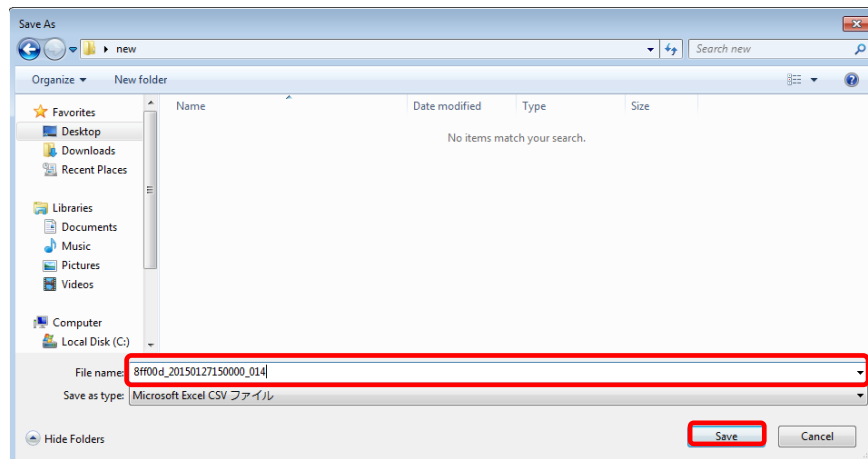 Save As
new
Search new
Organize New folder
Name Date modified Type Size
No items match your search.
Favorites
Desktop
Downloads
Recent Places
Libraries
Documents
Music
Pictures
Videos
Computer
Local Disk (C:)
File name: 8ff00d_20150127150000_014
Save as type: Microsoft Excel CSV ファイル
Hide Folders Save Cancel